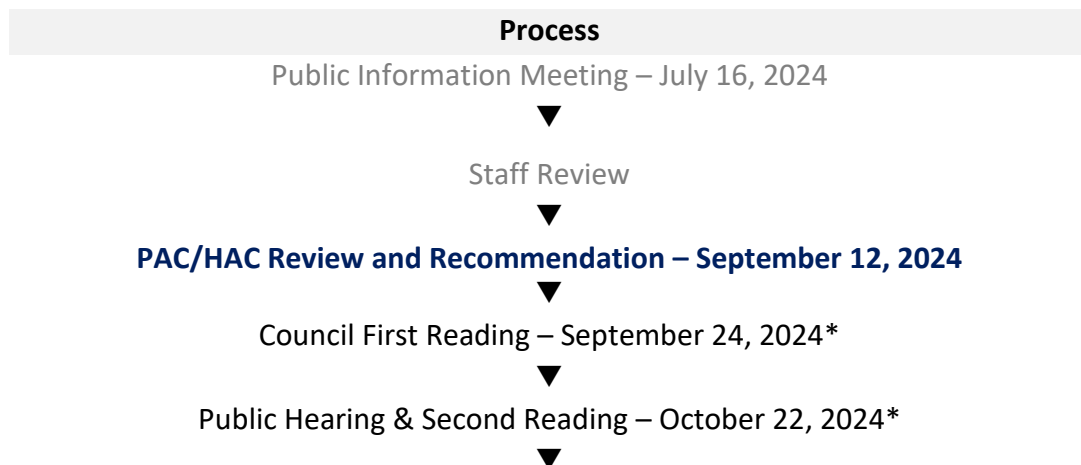 Process
Public Information Meeting – July 16, 2024
Staff Review
PAC/HAC Review and Recommendation – September 12, 2024
Council First Reading – September 24, 2024*
Public Hearing & Second Reading – October 22, 2024*